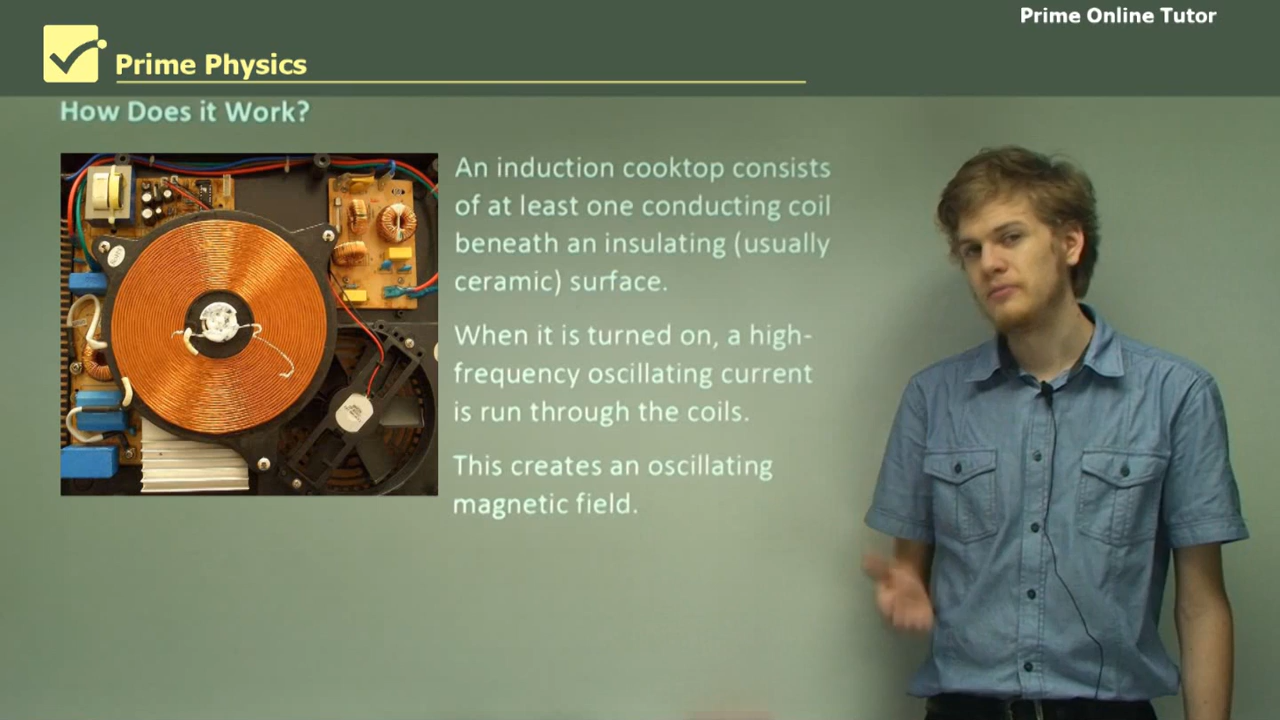 Prime Online Tutor
Prime Physics
How Does it Work?
An induction cooktop consists
of at least one conducting coil
beneath an insulating (usually
ceramic) surface.
When it is turned on, a high-
frequency oscillating current
is run through the coils.
This creates an oscillating
magnetic field.